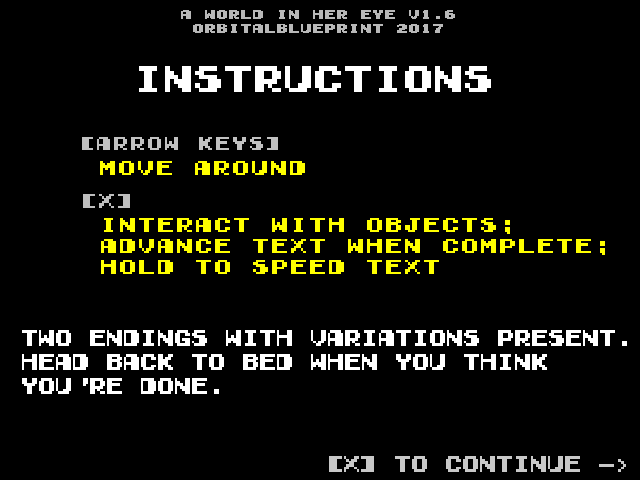 A WORLD IN HER EYE V1.6
ORBITALBLUEPRINT 2017
INSTRUCTIONS
[ARROW KEYS]
MOVE AROUND
[X]
INTERACT WITH OBJECTS;
ADVANCE TEXT WHEN COMPLETE;
HOLD TO SPEED TEXT
TWO ENDINGS WITH VARIATIONS PRESENT.
HEAD BACK TO BED WHEN YOU THINK
YOU'RE DONE.
[X] TO CONTINUE ->